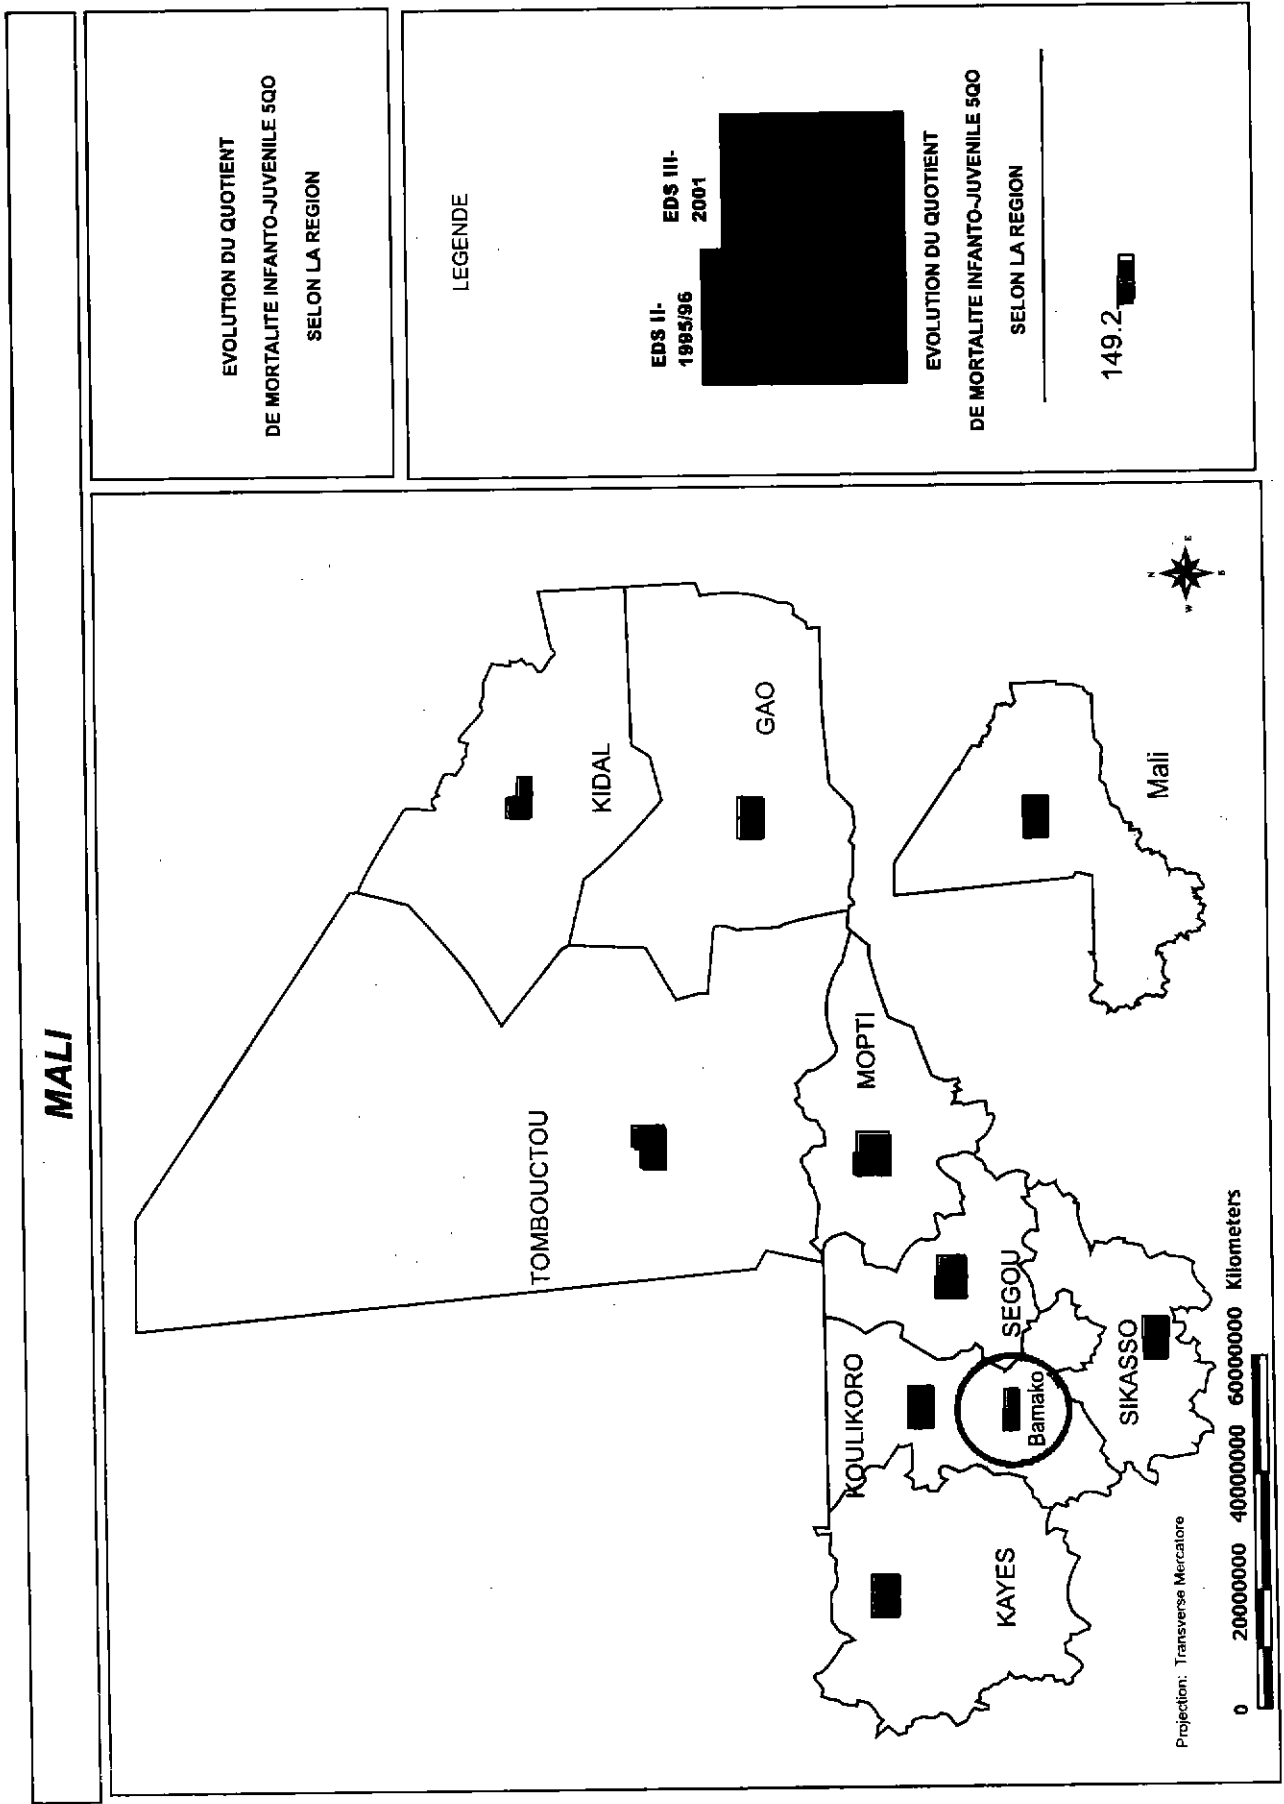 MALI
EVOLUTION DU QUOTIENT
DE MORTALITE INFANTO-JUVENILE 5QO
SELON LA REGION
LEGENDE
EDS II-
1995/96
EDS III-
2001
EVOLUTION DU QUOTIENT
DE MORTALITE INFANTO-JUVENILE 5QO
SELON LA REGION
149.2
TOMBOUCTOU
KIDAL
GAO
MOPTI
KOULIKORO
SEGOU
KAYES
Bamako
SIKASSO
Mali
N
W
E
S
Projection: Transverse Mercatore
0 20000000 40000000 60000000 Kilometers